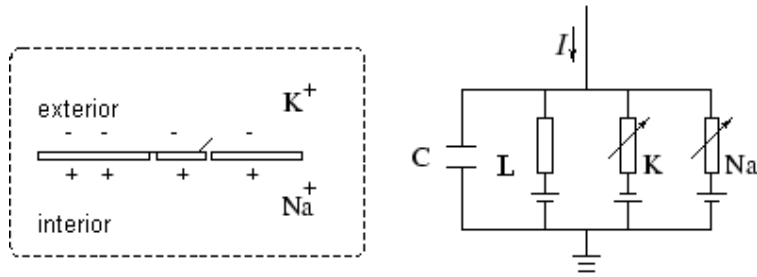 exterior
K+
- - - -
+ + + +
Na+
interior
I
C
L
K
Na